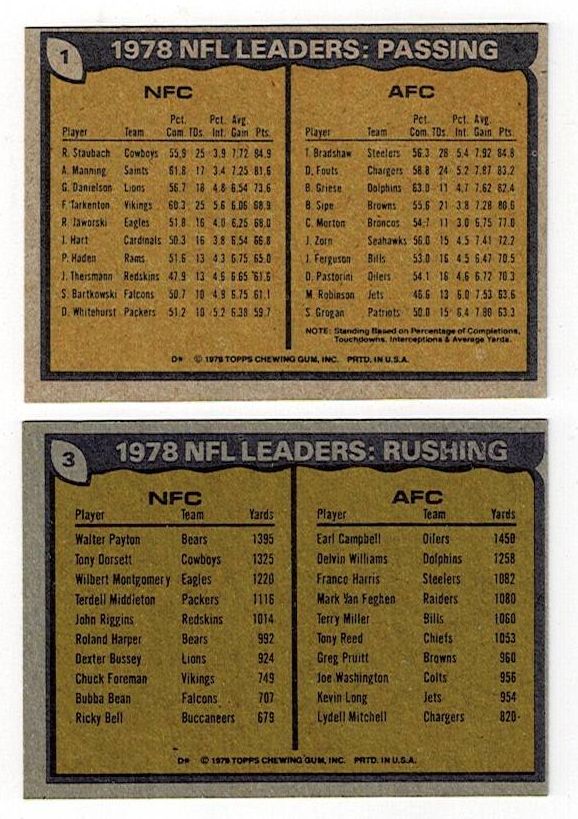 1
1978 NFL LEADERS: PASSING
NFC
Pct. Pct. Avg.
Player Team Com. TDs. Int. Gain Pts.
R. Staubach Cowboys 55.9 25 3.9 7.72 84.9
A. Manning Saints 61.8 17 3.4 7.25 81.6
G. Danielson Lions 56.7 18 4.8 6.54 73.6
F. Tarkenton Vikings 60.3 25 5.6 6.06 68.9
R. Jaworski Eagles 51.8 16 4.0 6.25 68.0
J. Hart Cardinals 50.3 16 3.8 6.54 66.8
P. Haden Rams 51.6 13 4.3 6.75 65.0
J. Theismann Redskins 47.9 13 4.6 6.65 61.6
S. Bartkowski Falcons 50.7 10 4.9 6.75 61.1
D. Whitehurst Packers 51.2 10 5.2 6.38 59.7
AFC
Pct. Pct. Avg.
Player Team Com. TDs. Int. Gain Pts.
T. Bradshaw Steelers 56.3 28 5.4 7.92 84.8
D. Fouts Chargers 58.8 24 5.2 7.87 83.2
B. Griese Dolphins 63.0 11 4.7 7.62 82.4
B. Sipe Browns 55.6 21 3.8 7.28 80.6
C. Morton Broncos 54.7 11 3.0 6.75 77.0
J. Zorn Seahawks 56.0 15 4.5 7.41 72.2
J. Ferguson Bills 53.0 16 4.5 6.47 70.5
D. Pastorini Oilers 54.1 16 4.6 6.72 70.3
M. Robinson Jets 46.6 13 6.0 7.53 63.6
S. Grogan Patriots 50.0 15 6.4 7.80 63.3
NOTE: Standing Based on Percentage of Completions,
Touchdowns, Interceptions & Average Yards.
D* © 1979 TOPPS CHEWING GUM, INC. PRTD. IN U.S.A.
3
1978 NFL LEADERS: RUSHING
NFC
Player Team Yards
Walter Payton Bears 1395
Tony Dorsett Cowboys 1325
Wilbert Montgomery Eagles 1220
Terdell Middleton Packers 1116
John Riggins Redskins 1014
Roland Harper Bears 992
Dexter Bussey Lions 924
Chuck Foreman Vikings 749
Bubba Bean Falcons 707
Ricky Bell Buccaneers 679
AFC
Player Team Yards
Earl Campbell Oilers 1450
Delvin Williams Dolphins 1258
Franco Harris Steelers 1082
Mark Van Eeghen Raiders 1080
Terry Miller Bills 1060
Tony Reed Chiefs 1053
Greg Pruitt Browns 960
Joe Washington Colts 956
Kevin Long Jets 954
Lydell Mitchell Chargers 820
D* © 1979 TOPPS CHEWING GUM, INC. PRTD. IN U.S.A.